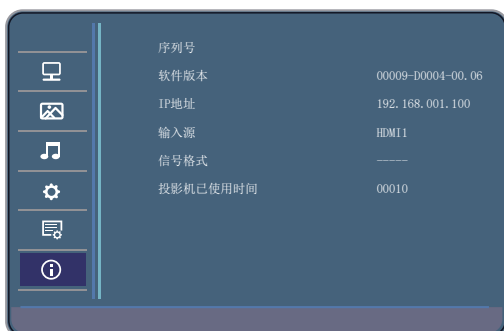 序列号
软件版本 00009-D0004-00.06
IP地址 192.168.001.100
输入源 HDMI1
信号格式 -----
投影机已使用时间 00010